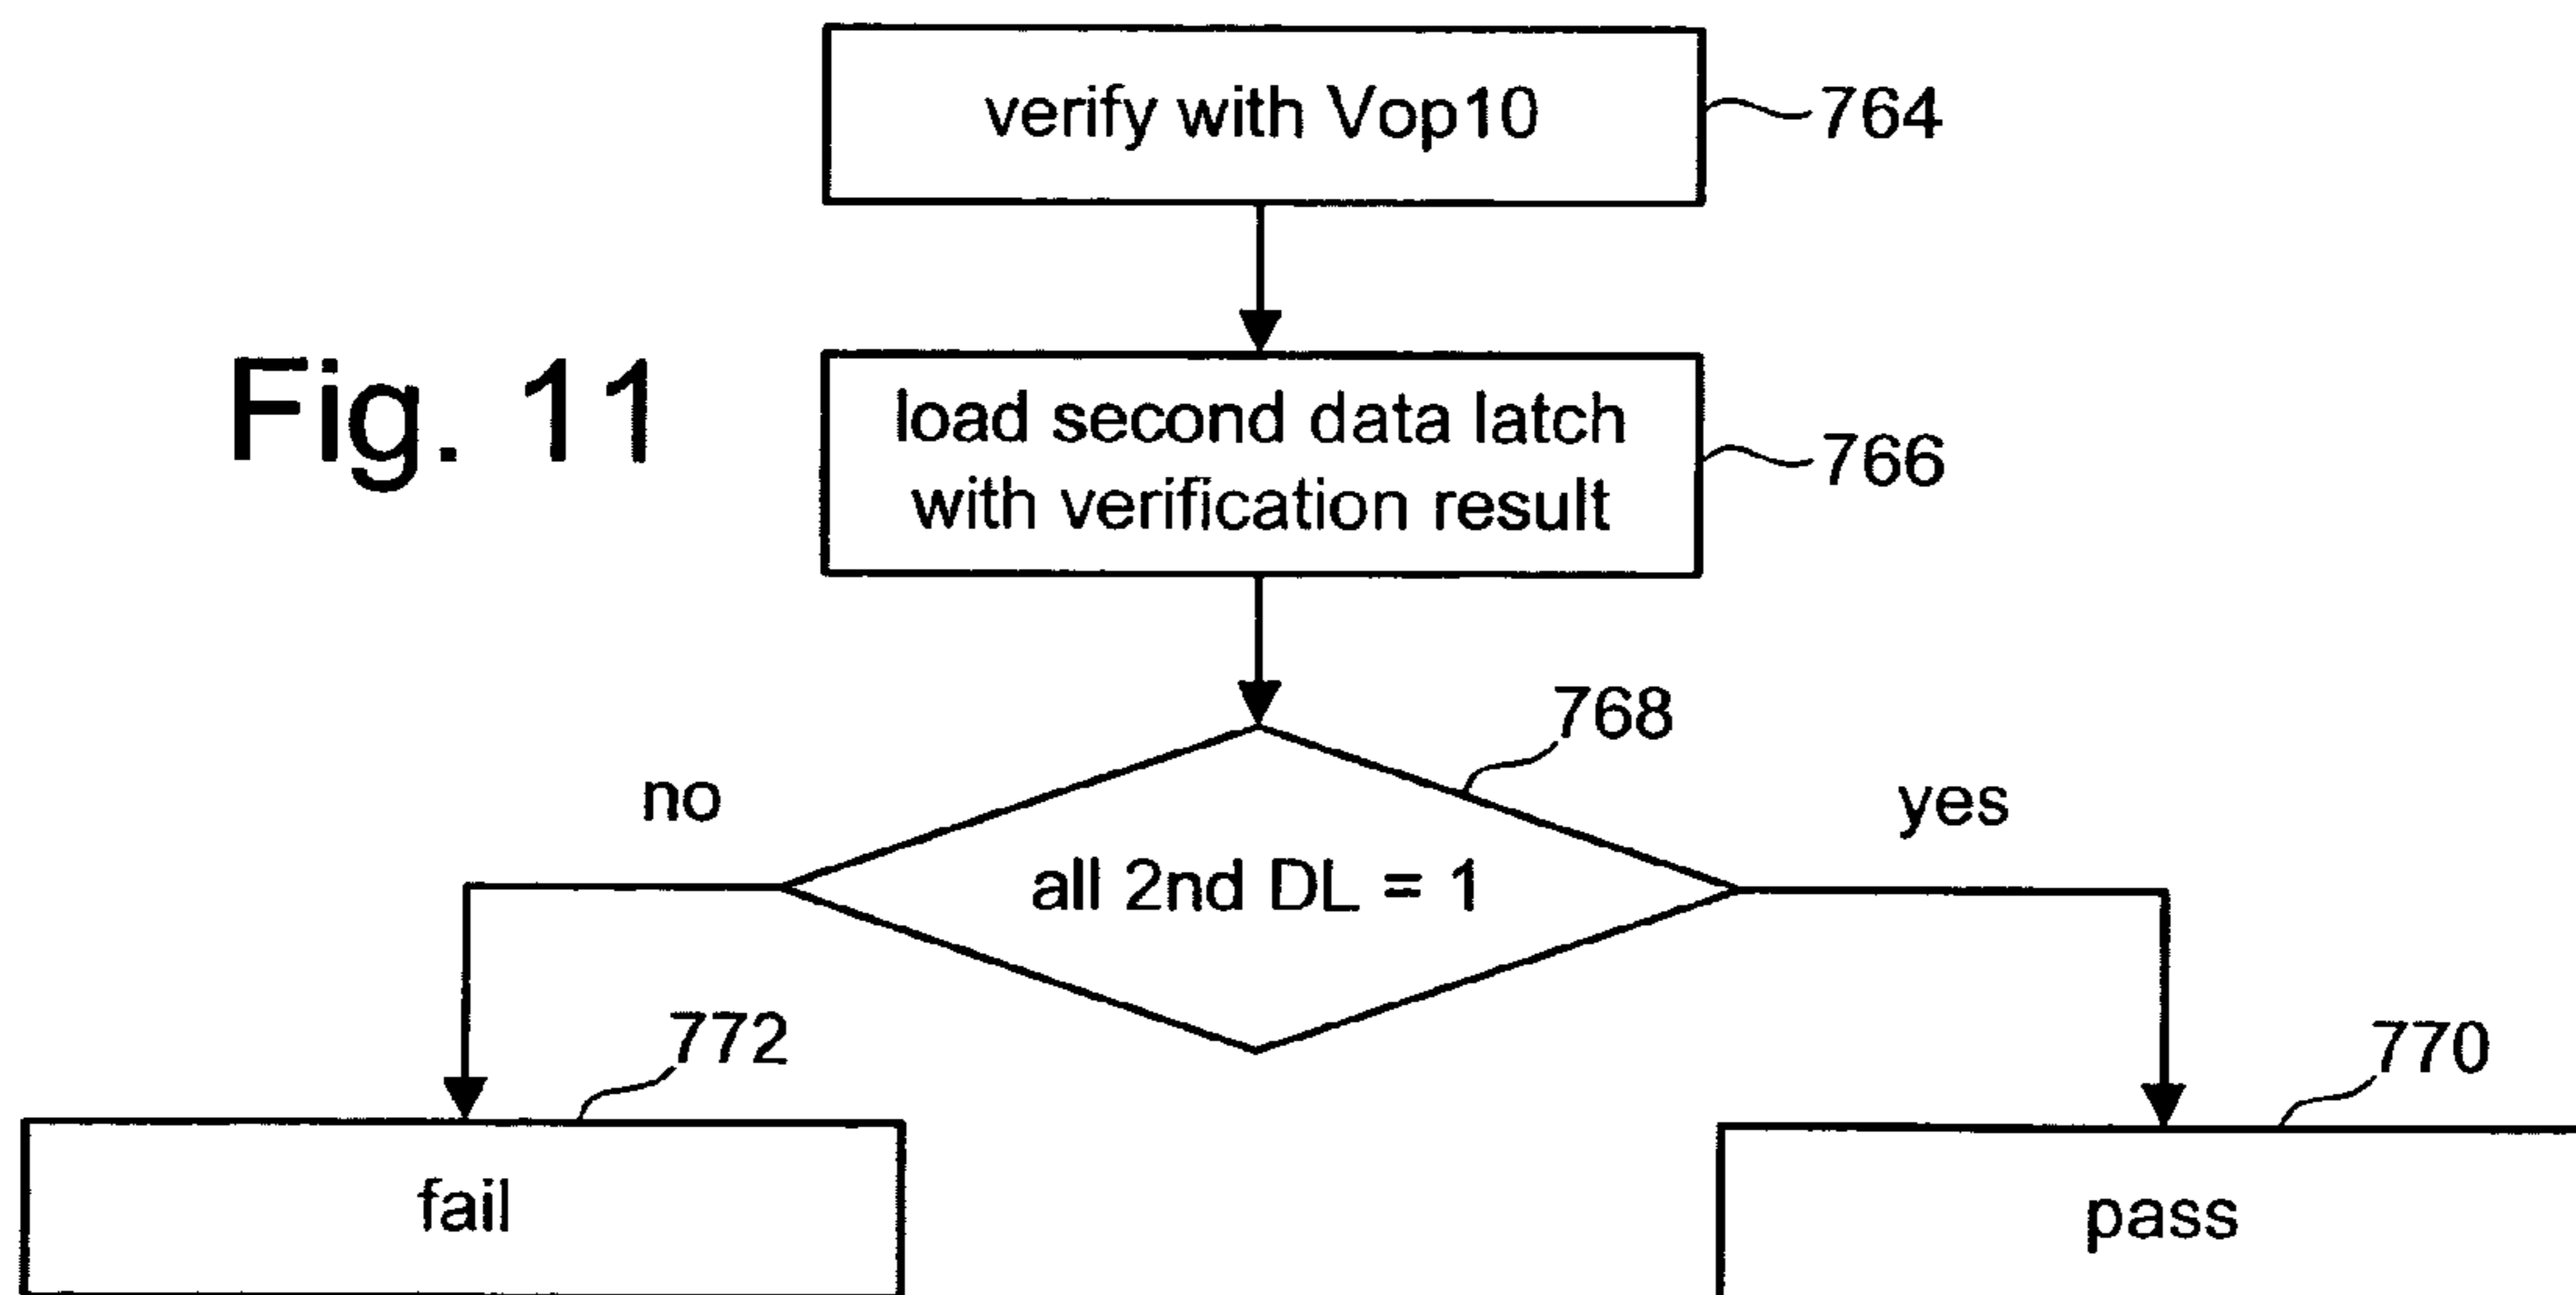 verify with Vop10
764
Fig. 11
load second data latch
with verification result
766
768
no
yes
all 2nd DL = 1
772
770
fail
pass